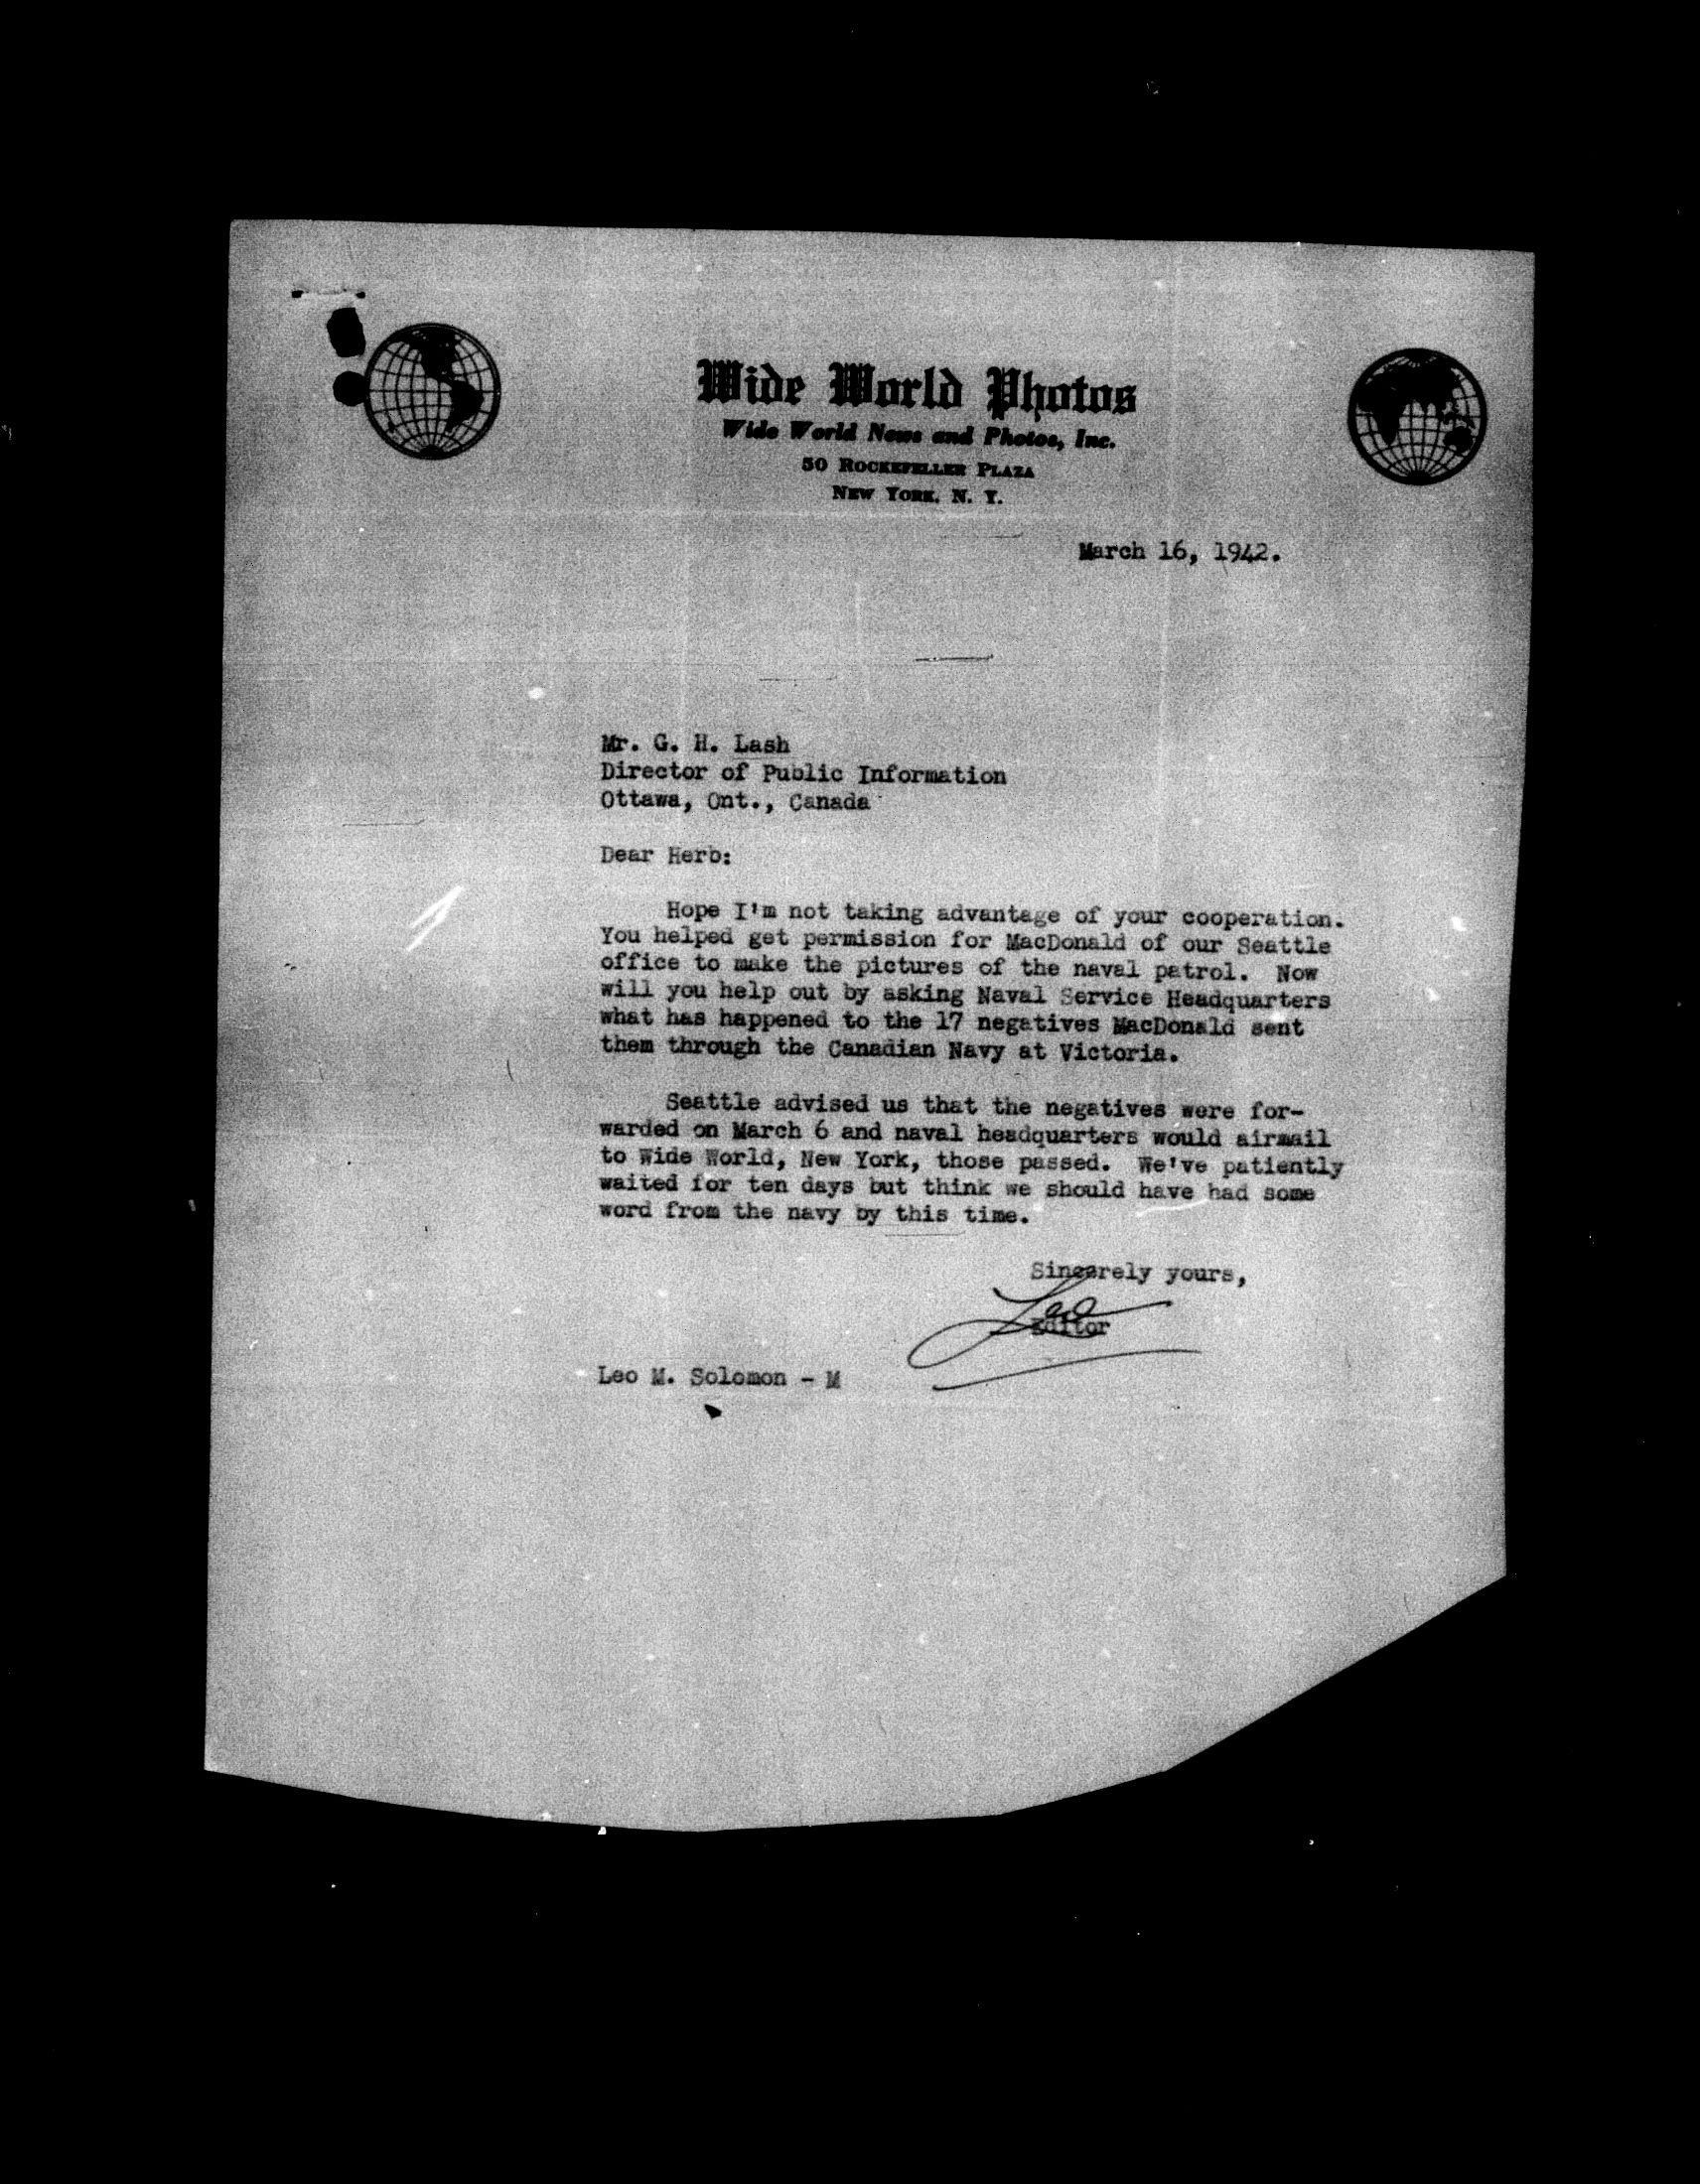 Wide World Photos
Wide World News and Photos, Inc.
50 ROCKEFELLER PLAZA
NEW YORK, N. Y.
March 16, 1942.
Mr. G. H. Lash
Director of Public Information
Ottawa, Ont., Canada
Dear Herb:
Hope I'm not taking advantage of your cooperation.
You helped get permission for MacDonald of our Seattle
office to make the pictures of the naval patrol. Now
will you help out by asking Naval Service Headquarters
what has happened to the 17 negatives MacDonald sent
them through the Canadian Navy at Victoria.
Seattle advised us that the negatives were for-
warded on March 6 and naval headquarters would airmail
to Wide World, New York, those passed. We've patiently
waited for ten days but think we should have had some
word from the navy by this time.
Sincerely yours,
Leo
Editor
Leo M. Solomon - M